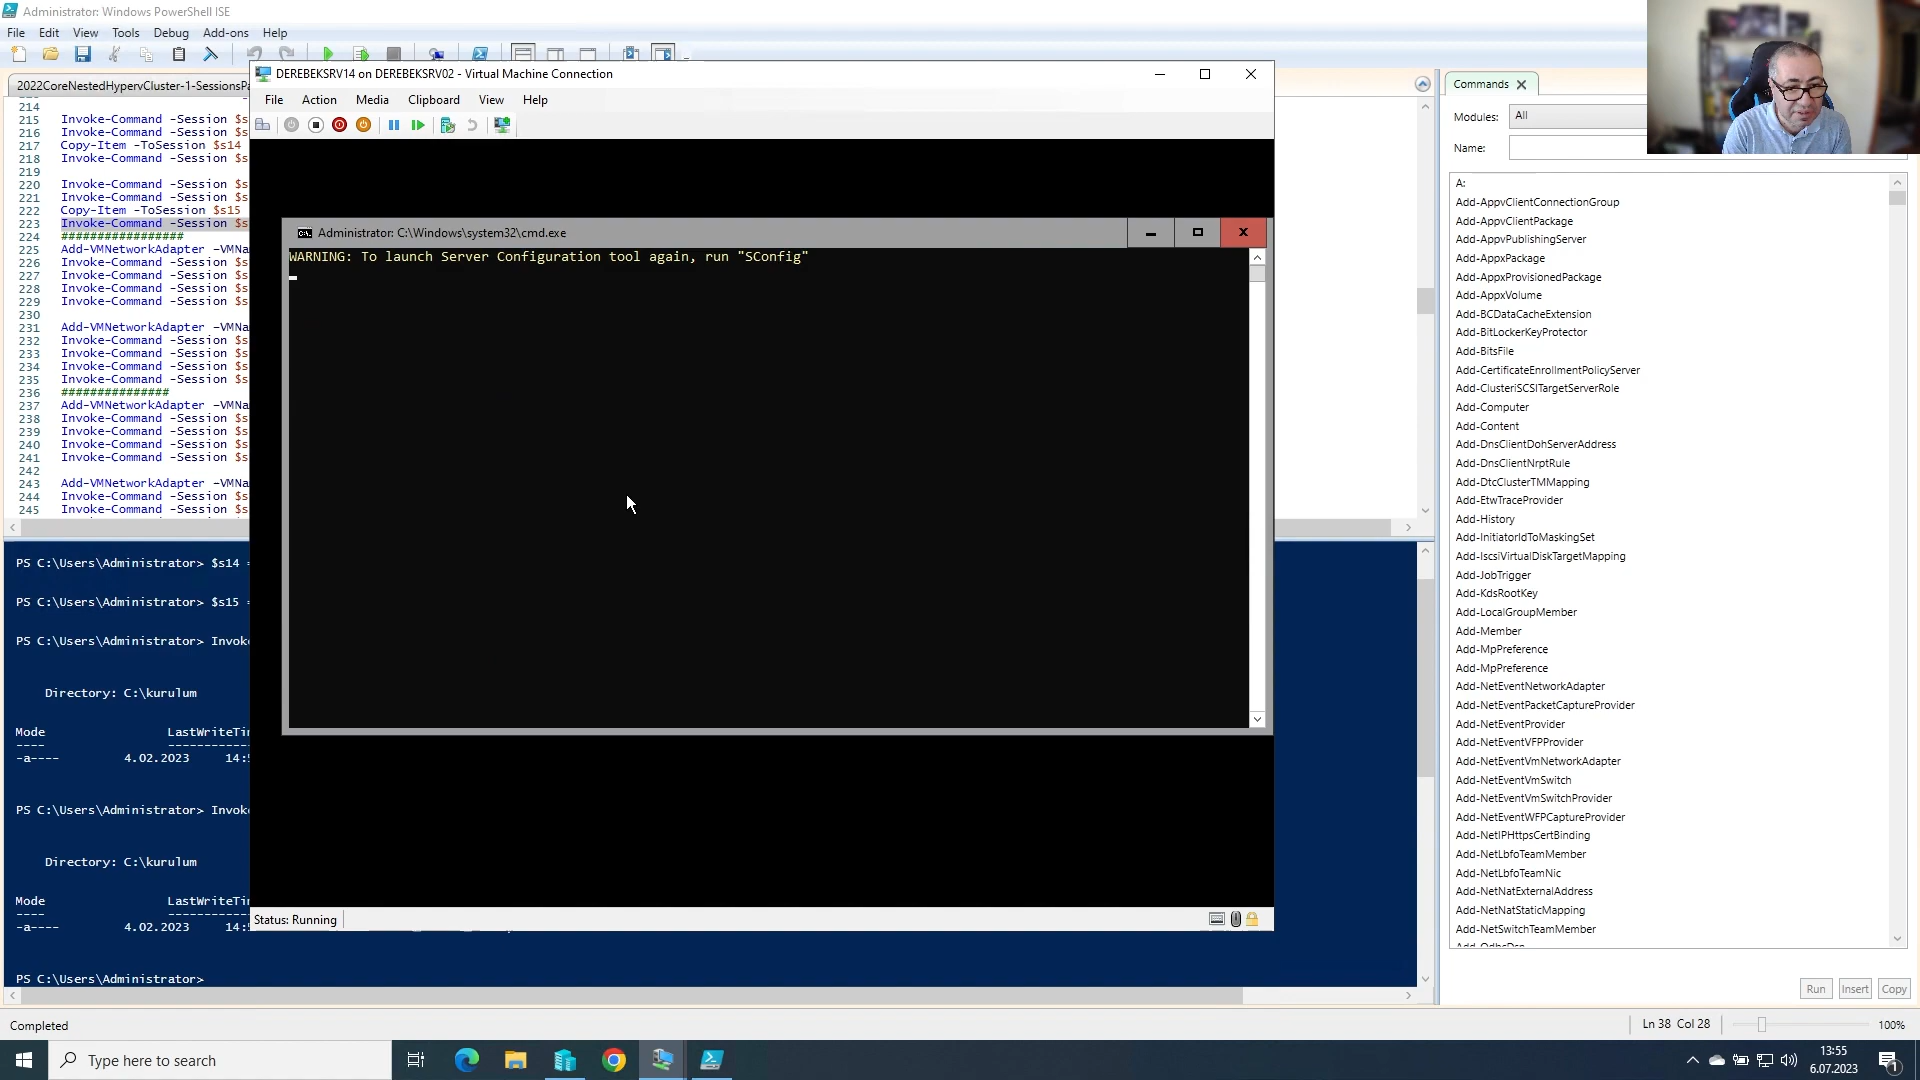 Administrator: Windows PowerShell ISE
File Edit View Tools Debug Add-ons Help
2022CoreNestedHypervCluster-1-SessionsPa
214
215 Invoke-Command -Session $s
216 Invoke-Command -Session $s
217 Copy-Item -ToSession $s14
218 Invoke-Command -Session $s
219
220 Invoke-Command -Session $s
221 Invoke-Command -Session $s
222 Copy-Item -ToSession $s15
223 Invoke-Command -Session $s
224 #################
225 Add-VMNetworkAdapter -VMNa
226 Invoke-Command -Session $s
227 Invoke-Command -Session $s
228 Invoke-Command -Session $s
229 Invoke-Command -Session $s
230
231 Add-VMNetworkAdapter -VMNa
232 Invoke-Command -Session $s
233 Invoke-Command -Session $s
234 Invoke-Command -Session $s
235 Invoke-Command -Session $s
236 ###############
237 Add-VMNetworkAdapter -VMNa
238 Invoke-Command -Session $s
239 Invoke-Command -Session $s
240 Invoke-Command -Session $s
241 Invoke-Command -Session $s
242
243 Add-VMNetworkAdapter -VMNa
244 Invoke-Command -Session $s
245 Invoke-Command -Session $s
PS C:\Users\Administrator> $s14 =
PS C:\Users\Administrator> $s15 =
PS C:\Users\Administrator> Invoke
Directory: C:\kurulum
Mode LastWriteTi
---- -----------
-a---- 4.02.2023 14:5
PS C:\Users\Administrator> Invoke
Directory: C:\kurulum
Mode LastWriteTi
---- -----------
-a---- 4.02.2023 14:5
PS C:\Users\Administrator>
DEREBEKSRV14 on DEREBEKSRV02 - Virtual Machine Connection
File Action Media Clipboard View Help
Administrator: C:\Windows\system32\cmd.exe
WARNING: To launch Server Configuration tool again, run "SConfig"
Status: Running
Commands
Modules: All
Name:
A:
Add-AppvClientConnectionGroup
Add-AppvClientPackage
Add-AppvPublishingServer
Add-AppxPackage
Add-AppxProvisionedPackage
Add-AppxVolume
Add-BCDataCacheExtension
Add-BitLockerKeyProtector
Add-BitsFile
Add-CertificateEnrollmentPolicyServer
Add-ClusteriSCSITargetServerRole
Add-Computer
Add-Content
Add-DnsClientDohServerAddress
Add-DnsClientNrptRule
Add-DtcClusterTMMapping
Add-EtwTraceProvider
Add-History
Add-InitiatorIdToMaskingSet
Add-IscsiVirtualDiskTargetMapping
Add-JobTrigger
Add-KdsRootKey
Add-LocalGroupMember
Add-Member
Add-MpPreference
Add-MpPreference
Add-NetEventNetworkAdapter
Add-NetEventPacketCaptureProvider
Add-NetEventProvider
Add-NetEventVFPProvider
Add-NetEventVmNetworkAdapter
Add-NetEventVmSwitch
Add-NetEventVmSwitchProvider
Add-NetEventWFPCaptureProvider
Add-NetIPHttpsCertBinding
Add-NetLbfoTeamMember
Add-NetLbfoTeamNic
Add-NetNatExternalAddress
Add-NetNatStaticMapping
Add-NetSwitchTeamMember
Add-OdbcDsn
Run Insert Copy
Completed
Ln 38 Col 28 100%
Type here to search
13:55
6.07.2023
1